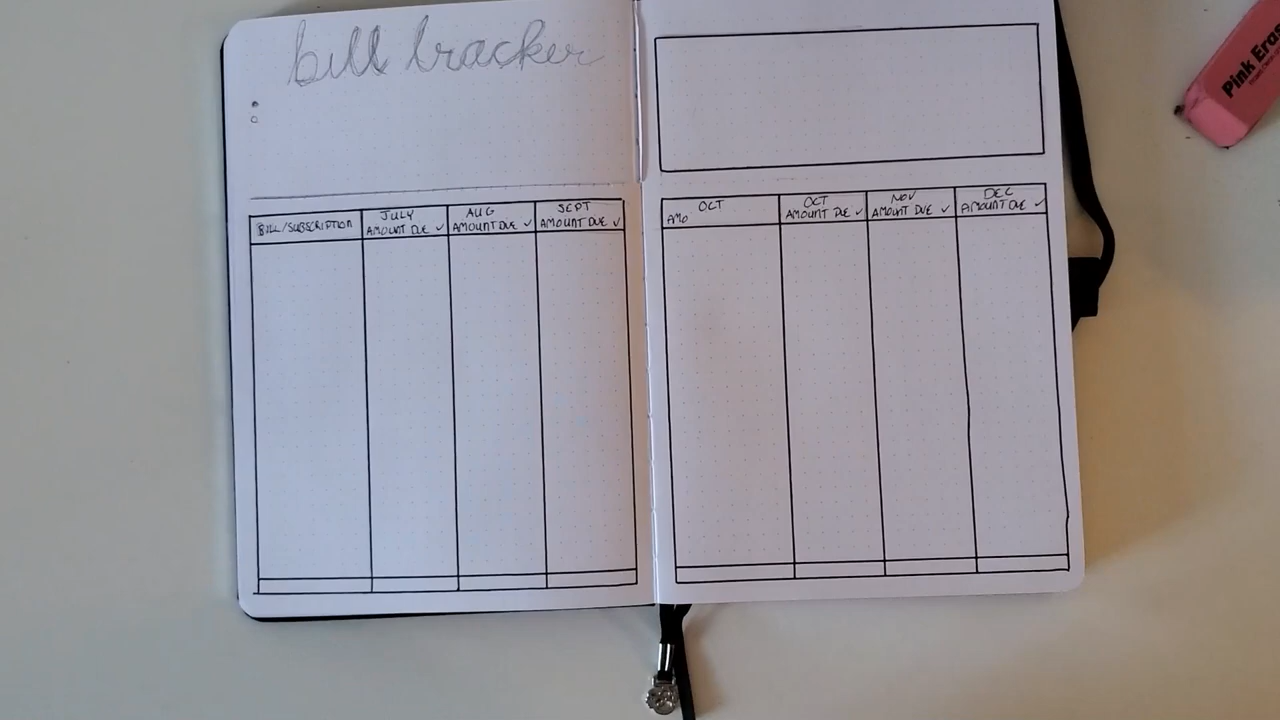 bill tracker
BILL/SUBSCRIPTION
JULY
AMOUNT DUE ✓
AUG
AMOUNT DUE ✓
SEPT
AMOUNT DUE ✓
OCT
AMO
OCT
AMOUNT DUE ✓
NOV
AMOUNT DUE ✓
DEC
AMOUNT DUE ✓
Pink Eras